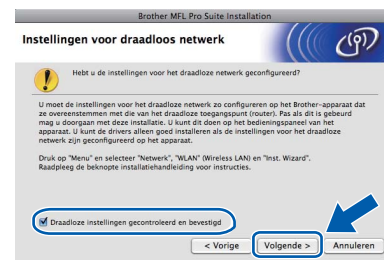 Brother MFL Pro Suite Installation
Instellingen voor draadloos netwerk
Hebt u de instellingen voor het draadloze netwerk geconfigureerd?
U moet de instellingen voor het draadloze netwerk zo configureren op het Brother-apparaat dat
ze overeenstemmen met die van het draadloze toegangspunt (router). Pas als dit is gebeurd
mag u doorgaan met deze installatie. U kunt dit doen op het bedieningspaneel van het
apparaat. U kunt de drivers alleen goed installeren als de instellingen voor het draadloze
netwerk zijn geconfigureerd op het apparaat.
Druk op "Menu" en selecteer "Netwerk", "WLAN" (Wireless LAN) en "Inst. Wizard".
Raadpleeg de beknopte installatiehandleiding voor instructies.
Draadloze instellingen gecontroleerd en bevestigd
< Vorige
Volgende >
Annuleren